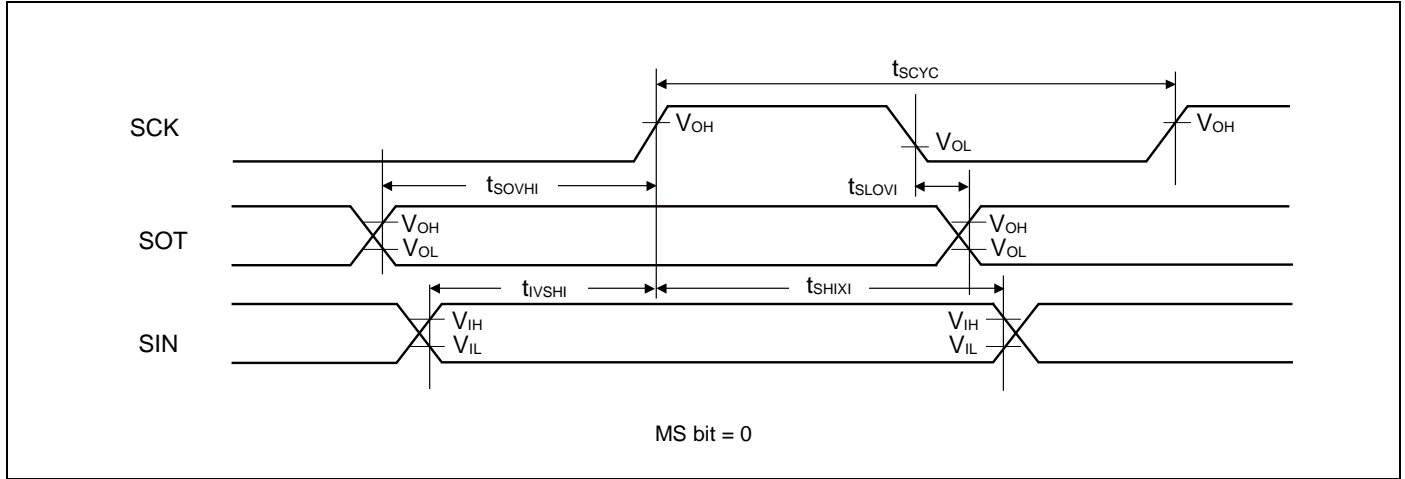 tSCYC
SCK
VOH
VOL
VOH
tSOVHI
tSLOVI
SOT
VOH
VOL
VOH
VOL
tIVSHI
tSHIXI
SIN
VIH
VIL
VIH
VIL
MS bit = 0